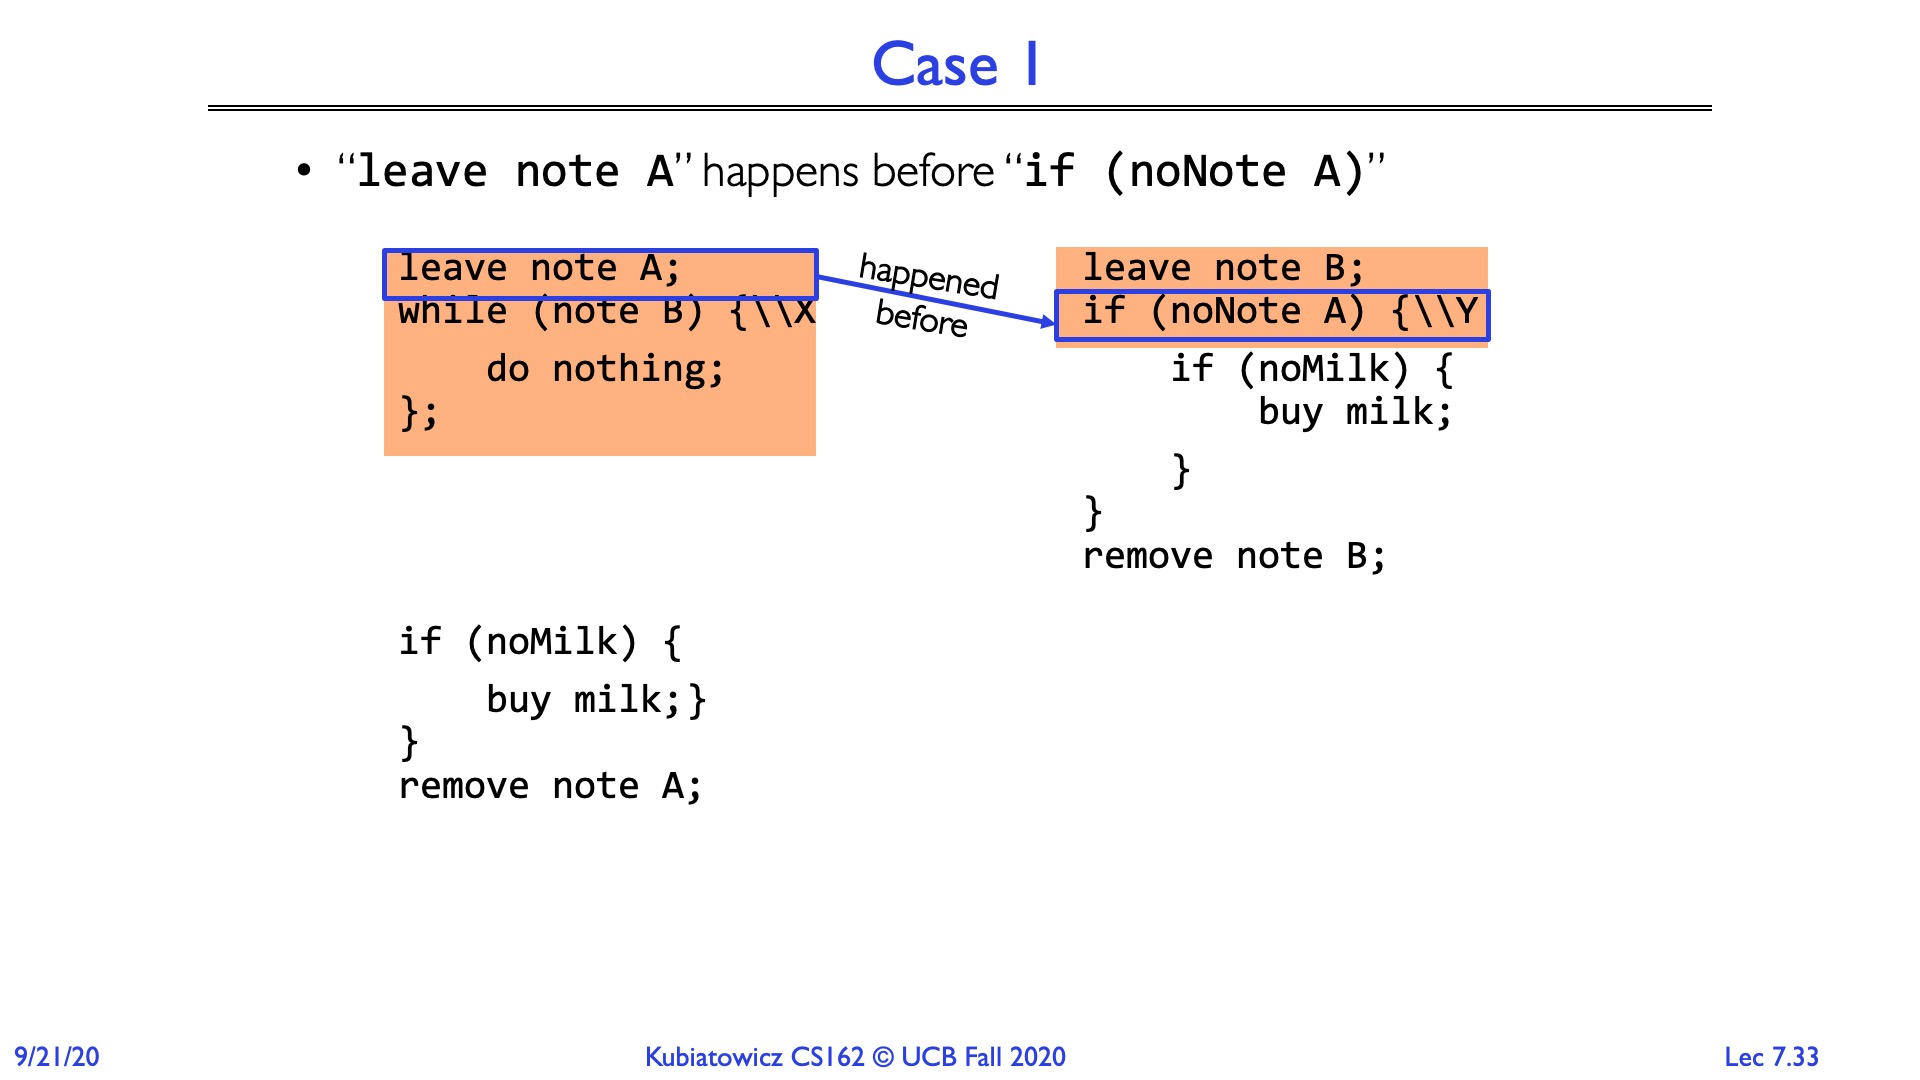 Case 1
• “leave note A” happens before “if (noNote A)”
leave note A;
while (note B) {\\X
do nothing;
};
happened
before
leave note B;
if (noNote A) {\\Y
if (noMilk) {
buy milk;
}
}
remove note B;
if (noMilk) {
buy milk;}
}
remove note A;
9/21/20
Kubiatowicz CS162 © UCB Fall 2020
Lec 7.33